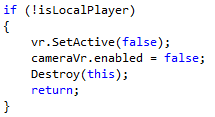 if (!isLocalPlayer)
{
    vr.SetActive(false);
    cameraVr.enabled = false;
    Destroy(this);
    return;
}